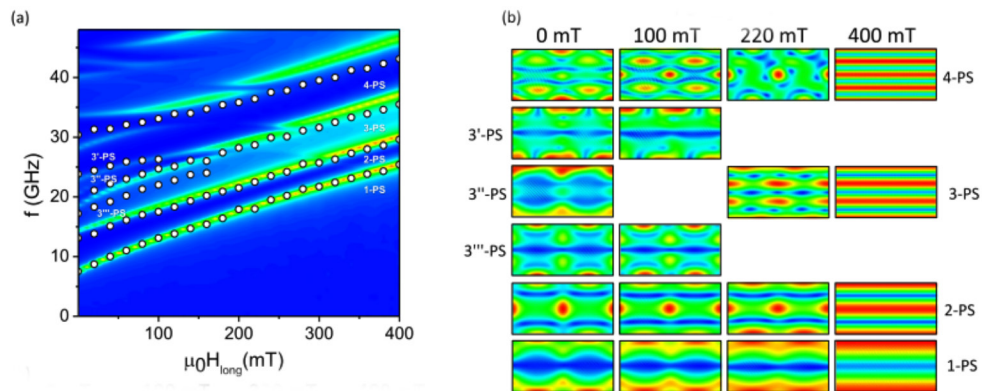 (a)
40
30
20
10
0
f (GHz)
0
100
200
300
400
μ₀H_long(mT)
4-PS
3-PS
2-PS
1-PS
3'-PS
3''-PS
3'''-PS
(b)
0 mT
100 mT
220 mT
400 mT
4-PS
3'-PS
3''-PS
3-PS
3'''-PS
2-PS
1-PS